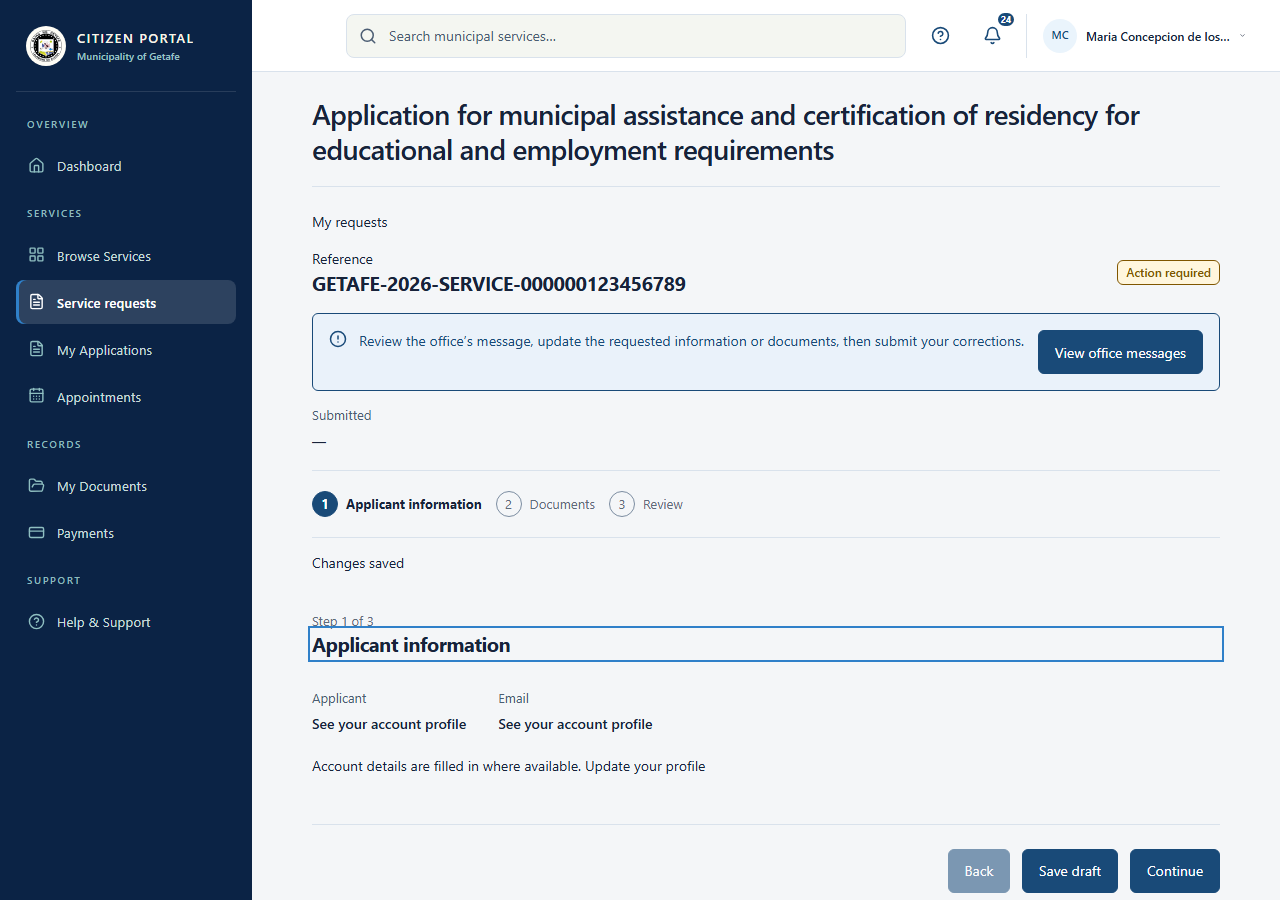 CITIZEN PORTAL
Municipality of Getafe
OVERVIEW
Dashboard
SERVICES
Browse Services
Service requests
My Applications
Appointments
RECORDS
My Documents
Payments
SUPPORT
Help & Support
Search municipal services...
24
MC
Maria Concepcion de los...
Application for municipal assistance and certification of residency for
educational and employment requirements
My requests
Reference
GETAFE-2026-SERVICE-000000123456789
Action required
Review the office's message, update the requested information or documents, then submit your corrections.
View office messages
Submitted
—
1 Applicant information 2 Documents 3 Review
Changes saved
Step 1 of 3
Applicant information
Applicant Email
See your account profile See your account profile
Account details are filled in where available. Update your profile
Back Save draft Continue